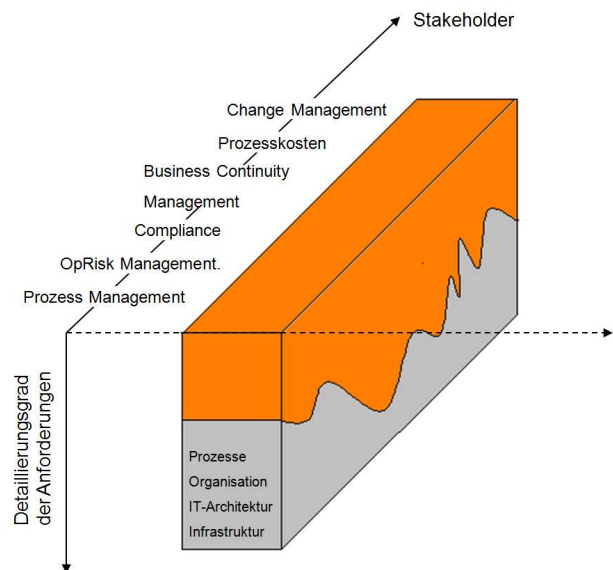 Stakeholder
Change Management
Prozesskosten
Business Continuity
Management
Compliance
OpRisk Management.
Prozess Management
Detaillierungsgrad
der Anforderungen
Prozesse
Organisation
IT-Architektur
Infrastruktur